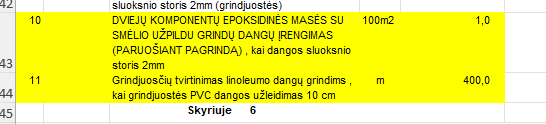 42 sluoksnio storis 2mm (grindjuostės)
10 DVIEJŲ KOMPONENTŲ EPOKSIDINĖS MASĖS SU 100m2 1,0
SMĖLIO UŽPILDU GRINDŲ DANGŲ ĮRENGIMAS
(PARUOŠIANT PAGRINDĄ) , kai dangos sluoksnio
43 storis 2mm
11 Grindjuosčių tvirtinimas linoleumo dangų grindims , m 400,0
44 kai grindjuostės PVC dangos užleidimas 10 cm
45 Skyriuje 6